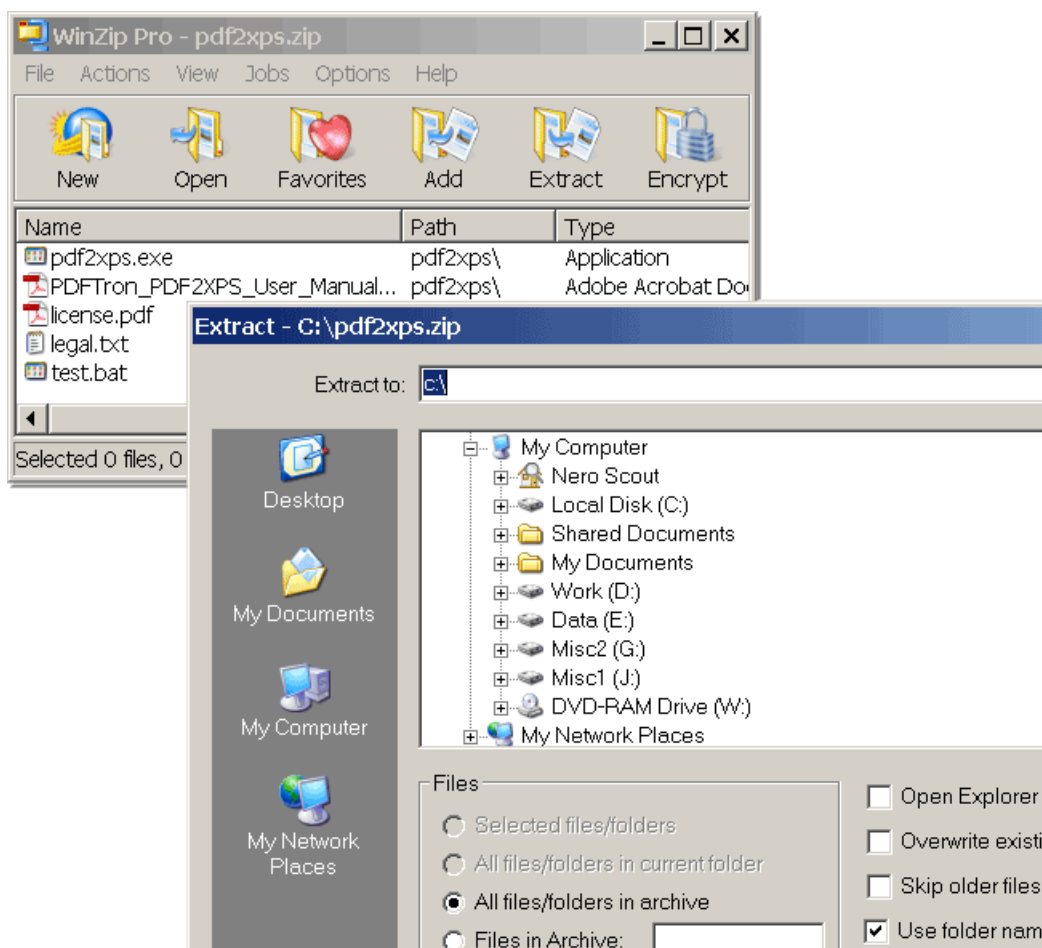 WinZip Pro - pdf2xps.zip
File Actions View Jobs Options Help
New Open Favorites Add Extract Encrypt
Name Path Type
pdf2xps.exe pdf2xps\ Application
PDFTron_PDF2XPS_User_Manual... pdf2xps\ Adobe Acrobat Do
license.pdf
legal.txt
test.bat
Selected 0 files, 0
Extract - C:\pdf2xps.zip
Extract to: c:\
Desktop
My Documents
My Computer
My Network
Places
My Computer
Nero Scout
Local Disk (C:)
Shared Documents
My Documents
Work (D:)
Data (E:)
Misc2 (G:)
Misc1 (J:)
DVD-RAM Drive (W:)
My Network Places
Files
Selected files/folders
All files/folders in current folder
All files/folders in archive
Files in Archive:
Open Explorer
Overwrite existi
Skip older files
Use folder nam